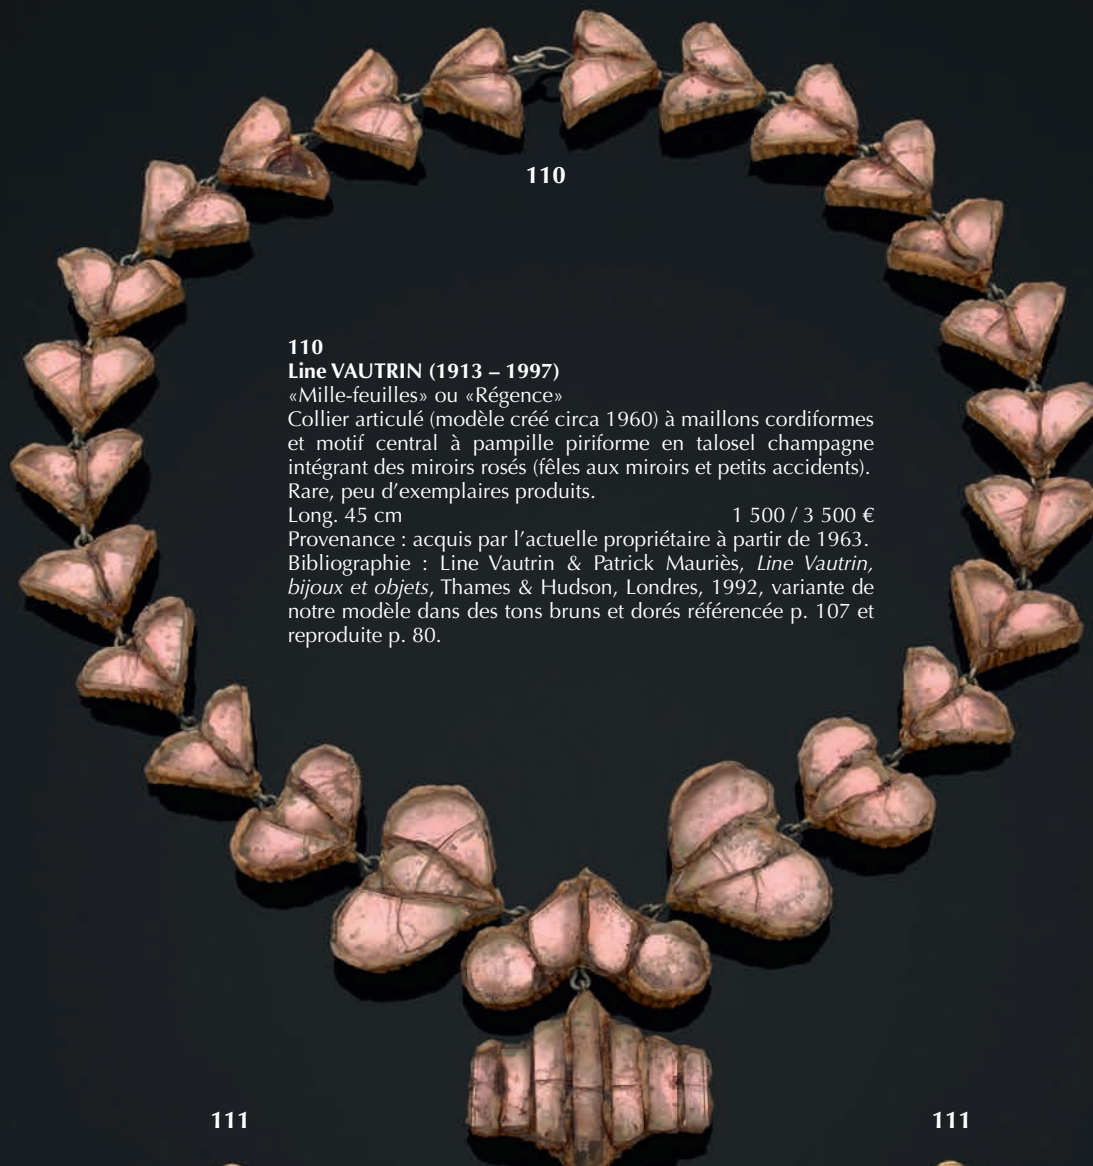 110
110
Line VAUTRIN (1913 – 1997)
«Mille-feuilles» ou «Régence»
Collier articulé (modèle créé circa 1960) à maillons cordiformes
et motif central à pampille piriforme en talosel champagne
intégrant des miroirs rosés (fêles aux miroirs et petits accidents).
Rare, peu d’exemplaires produits.
Long. 45 cm 1 500 / 3 500 €
Provenance : acquis par l’actuelle propriétaire à partir de 1963.
Bibliographie : Line Vautrin & Patrick Mauriès, Line Vautrin,
bijoux et objets, Thames & Hudson, Londres, 1992, variante de
notre modèle dans des tons bruns et dorés référencée p. 107 et
reproduite p. 80.
111 111